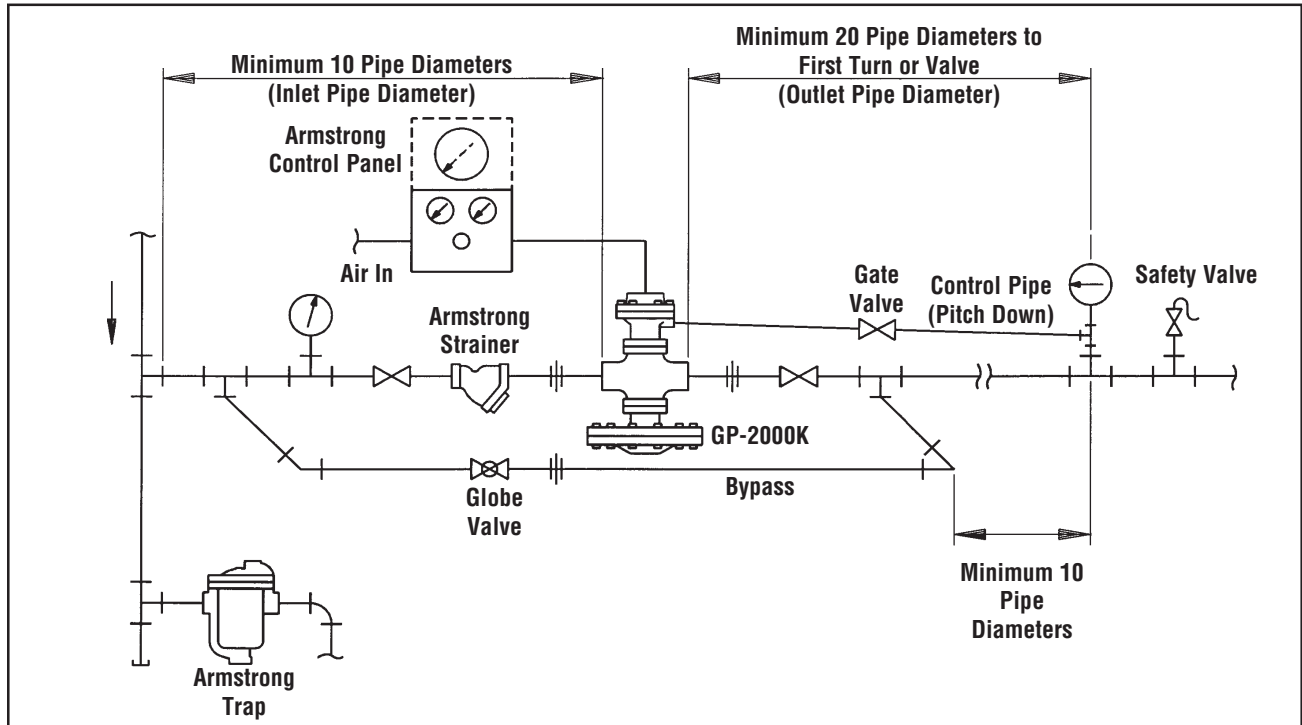 Minimum 10 Pipe Diameters
(Inlet Pipe Diameter)
Minimum 20 Pipe Diameters to
First Turn or Valve
(Outlet Pipe Diameter)
Armstrong
Control Panel
Air In
Armstrong
Strainer
Gate
Valve
Control Pipe
(Pitch Down)
Safety Valve
GP-2000K
Globe
Valve
Bypass
Minimum 10
Pipe
Diameters
Armstrong
Trap